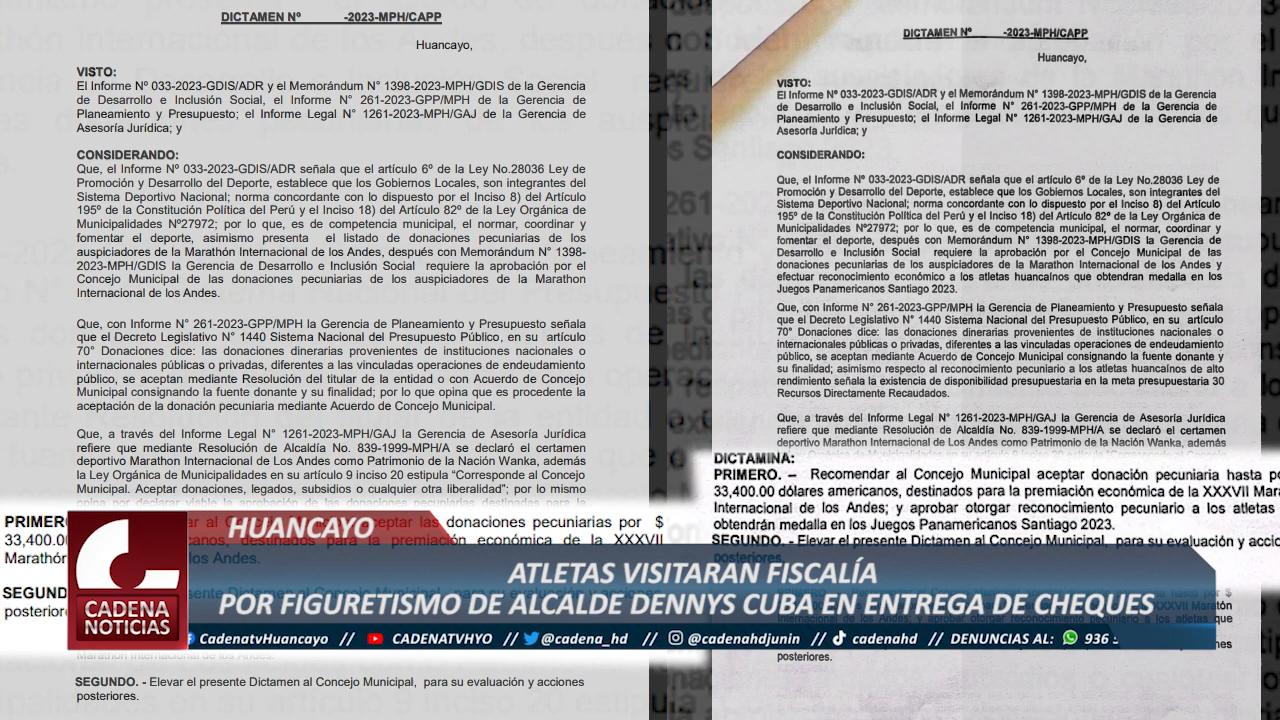 DICTAMEN Nº -2023-MPH/CAPP
Huancayo,
VISTO:
El Informe Nº 033-2023-GDIS/ADR y el Memorándum N° 1398-2023-MPH/GDIS de la Gerencia
de Desarrollo e Inclusión Social, el Informe N° 261-2023-GPP/MPH de la Gerencia de
Planeamiento y Presupuesto; el Informe Legal N° 1261-2023-MPH/GAJ de la Gerencia de
Asesoría Jurídica; y
CONSIDERANDO:
Que, el Informe Nº 033-2023-GDIS/ADR señala que el artículo 6º de la Ley No.28036 Ley de
Promoción y Desarrollo del Deporte, establece que los Gobiernos Locales, son integrantes del
Sistema Deportivo Nacional; norma concordante con lo dispuesto por el Inciso 8) del Artículo
195º de la Constitución Política del Perú y el Inciso 18) del Artículo 82º de la Ley Orgánica de
Municipalidades Nº27972; por lo que, es de competencia municipal, el normar, coordinar y
fomentar el deporte, asimismo presenta el listado de donaciones pecuniarias de los
auspiciadores de la Marathón Internacional de los Andes, después con Memorándum N° 1398-
2023-MPH/GDIS la Gerencia de Desarrollo e Inclusión Social requiere la aprobación por el
Concejo Municipal de las donaciones pecuniarias de los auspiciadores de la Marathon
Internacional de los Andes.
Que, con Informe N° 261-2023-GPP/MPH la Gerencia de Planeamiento y Presupuesto señala
que el Decreto Legislativo N° 1440 Sistema Nacional del Presupuesto Público, en su artículo
70° Donaciones dice: las donaciones dinerarias provenientes de instituciones nacionales o
internacionales públicas o privadas, diferentes a las vinculadas operaciones de endeudamiento
público, se aceptan mediante Resolución del titular de la entidad o con Acuerdo de Concejo
Municipal consignando la fuente donante y su finalidad; por lo que opina que es procedente la
aceptación de la donación pecuniaria mediante Acuerdo de Concejo Municipal.
Que, a través del Informe Legal N° 1261-2023-MPH/GAJ la Gerencia de Asesoría Jurídica
refiere que mediante Resolución de Alcaldía No. 839-1999-MPH/A se declaró el certamen
deportivo Marathon Internacional de Los Andes como Patrimonio de la Nación Wanka, además
la Ley Orgánica de Municipalidades en su artículo 9 inciso 20 estipula "Corresponde al Concejo
Municipal. Aceptar donaciones, legados, subsidios o cualquier otra liberalidad"; por lo mismo
opina por declarar viable la aprobación de las donaciones pecuniarias destinadas para la
PRIMER aceptar las donaciones pecuniarias por $
33,400.0 destinados para la premiación económica de la XXXVII
Marathón de los Andes.
SEGUND
posteriores
SEGUNDO. - Elevar el presente Dictamen al Concejo Municipal, para su evaluación y acciones
posteriores.
DICTAMEN Nº -2023-MPH/CAPP
Huancayo,
VISTO:
El Informe Nº 033-2023-GDIS/ADR y el Memorándum N° 1398-2023-MPH/GDIS de la Gerencia
de Desarrollo e Inclusión Social, el Informe N° 261-2023-GPP/MPH de la Gerencia de
Planeamiento y Presupuesto; el Informe Legal N° 1261-2023-MPH/GAJ de la Gerencia de
Asesoría Jurídica; y
CONSIDERANDO:
Que, el Informe Nº 033-2023-GDIS/ADR señala que el artículo 6º de la Ley No.28036 Ley de
Promoción y Desarrollo del Deporte, establece que los Gobiernos Locales, son integrantes del
Sistema Deportivo Nacional; norma concordante con lo dispuesto por el Inciso 8) del Artículo
195º de la Constitución Política del Perú y el Inciso 18) del Artículo 82º de la Ley Orgánica de
Municipalidades Nº27972; por lo que, es de competencia municipal, el normar, coordinar y
fomentar el deporte, después con Memorándum N° 1398-2023-MPH/GDIS la Gerencia de
Desarrollo e Inclusión Social requiere la aprobación por el Concejo Municipal de las
donaciones pecuniarias de los auspiciadores de la Marathon Internacional de los Andes y
efectuar reconocimiento económico a los atletas huancaínos que obtendran medalla en los
Juegos Panamericanos Santiago 2023.
Que, con Informe N° 261-2023-GPP/MPH la Gerencia de Planeamiento y Presupuesto señala
que el Decreto Legislativo N° 1440 Sistema Nacional del Presupuesto Público, en su artículo
70° Donaciones dice: las donaciones dinerarias provenientes de instituciones nacionales o
internacionales públicas o privadas, diferentes a las vinculadas operaciones de endeudamiento
público, se aceptan mediante Acuerdo de Concejo Municipal consignando la fuente donante y
su finalidad; asimismo respecto al reconocimiento pecuniario a los atletas huancaínos de alto
rendimiento señala la existencia de disponibilidad presupuestaria en la meta presupuestaria 30
Recursos Directamente Recaudados.
Que, a través del Informe Legal N° 1261-2023-MPH/GAJ la Gerencia de Asesoría Jurídica
refiere que mediante Resolución de Alcaldía No. 839-1999-MPH/A se declaró el certamen
deportivo Marathon Internacional de Los Andes como Patrimonio de la Nación Wanka, además
DICTAMINA:
PRIMERO. – Recomendar al Concejo Municipal aceptar donación pecuniaria hasta po
33,400.00 dólares americanos, destinados para la premiación económica de la XXXVII Mara
Internacional de los Andes; y aprobar otorgar reconocimiento pecuniario a los atletas
obtendrán medalla en los Juegos Panamericanos Santiago 2023.
SEGUNDO. - Elevar el presente Dictamen al Concejo Municipal, para su evaluación y accio
posteriores.
posteriores.
HUANCAYO
ATLETAS VISITARAN FISCALÍA
POR FIGURETISMO DE ALCALDE DENNYS CUBA EN ENTREGA DE CHEQUES
CADENA
NOTICIAS
CadenatvHuancayo // CADENATVHYO // @cadena_hd // @cadenahdjunin // cadenahd // DENUNCIAS AL: 936